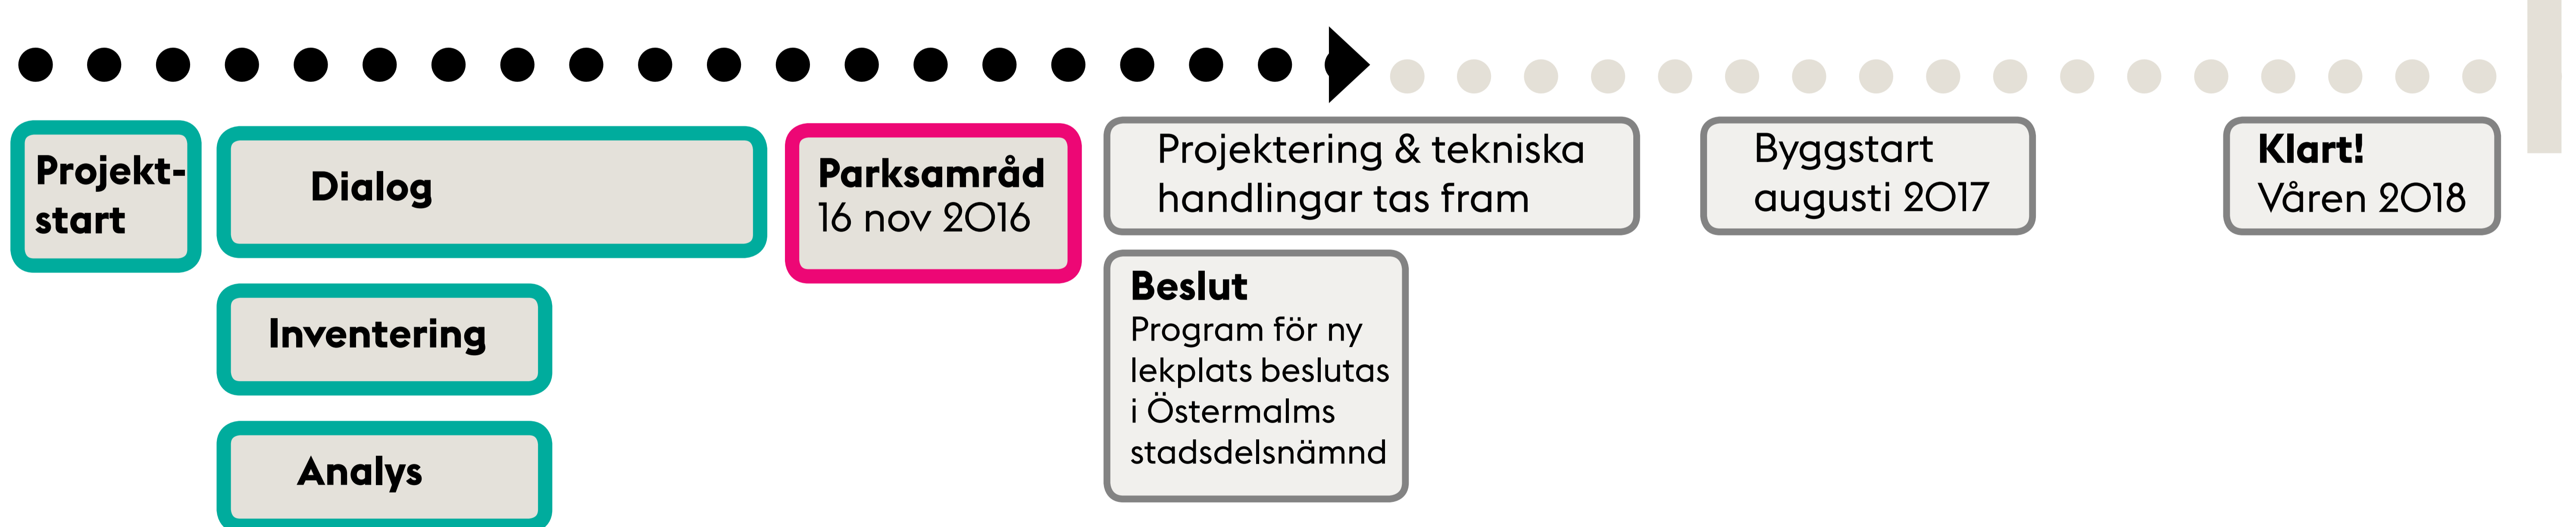 Projekt-
start
Dialog
Inventering
Analys
Parksamråd
16 nov 2016
Projektering & tekniska
handlingar tas fram
Beslut
Program för ny
lekplats beslutas
i Östermalms
stadsdelsnämnd
Byggstart
augusti 2017
Klart!
Våren 2018